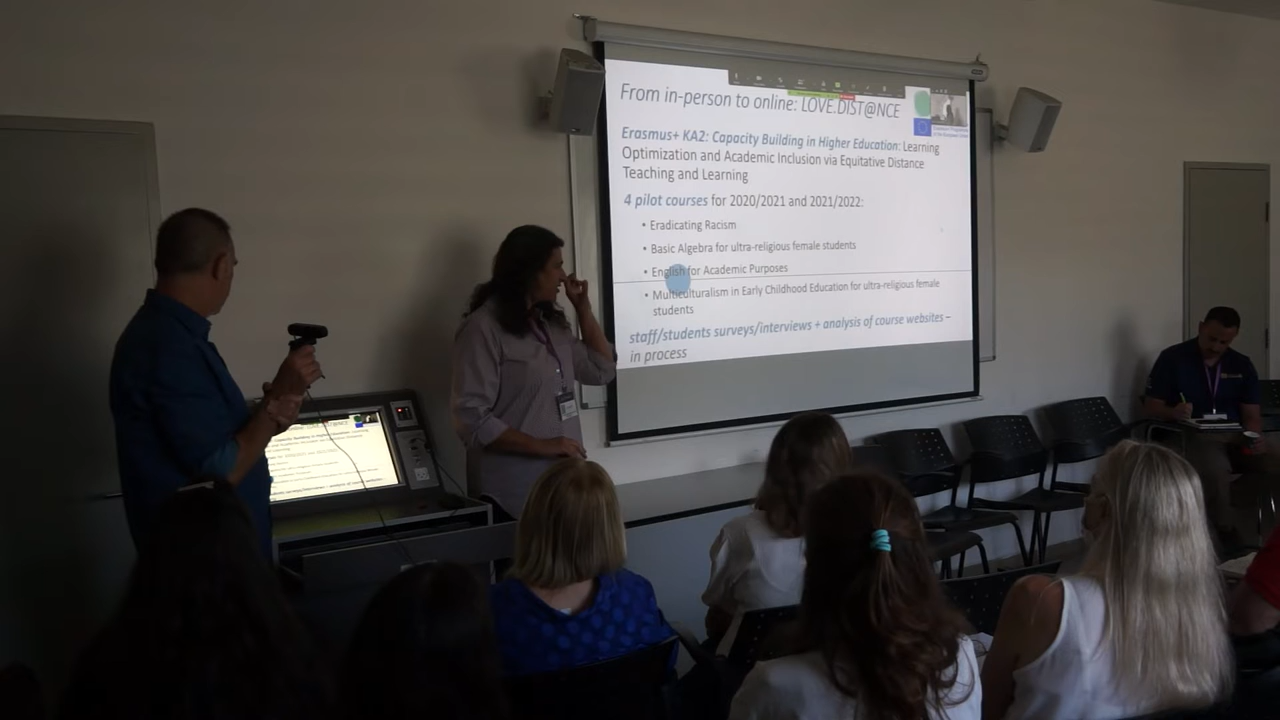 From in-person to online: LOVE.DIST@NCE
Erasmus+ KA2: Capacity Building in Higher Education: Learning
Optimization and Academic Inclusion via Equitative Distance
Teaching and Learning
4 pilot courses for 2020/2021 and 2021/2022:
• Eradicating Racism
• Basic Algebra for ultra-religious female students
• English for Academic Purposes
• Multiculturalism in Early Childhood Education for ultra-religious female
students
staff/students surveys/interviews + analysis of course websites –
in process